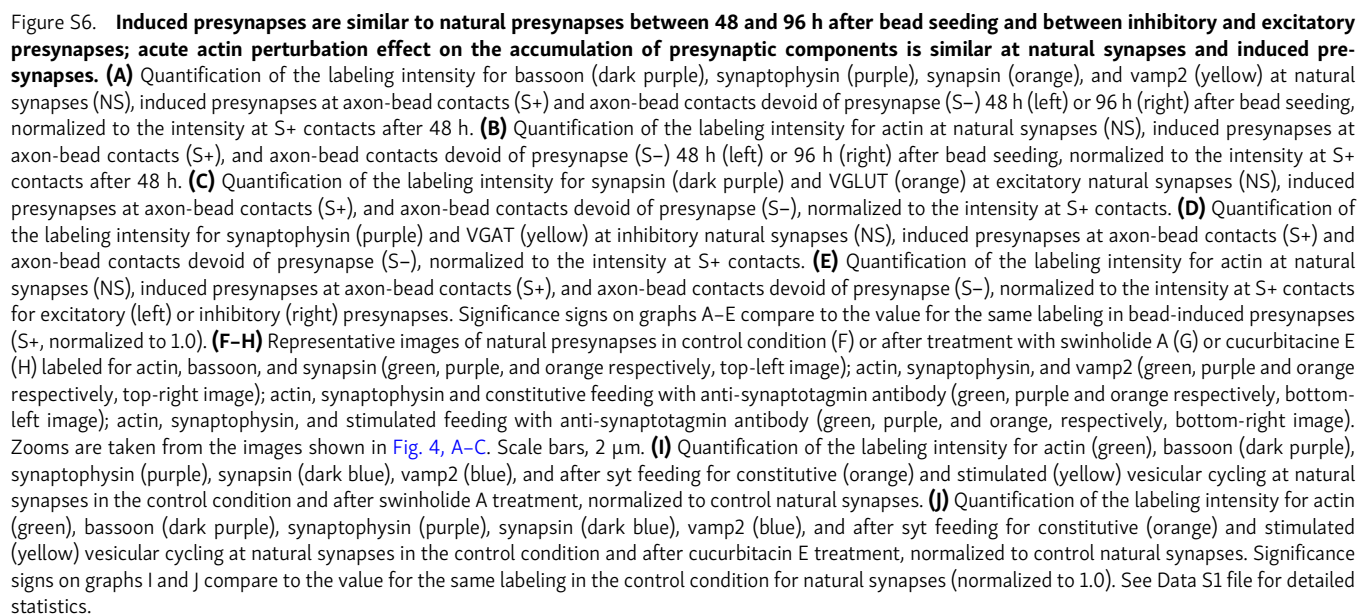 Figure S6. Induced presynapses are similar to natural presynapses between 48 and 96 h after bead seeding and between inhibitory and excitatory
presynapses; acute actin perturbation effect on the accumulation of presynaptic components is similar at natural synapses and induced pre-
synapses. (A) Quantification of the labeling intensity for bassoon (dark purple), synaptophysin (purple), synapsin (orange), and vamp2 (yellow) at natural
synapses (NS), induced presynapses at axon-bead contacts (S+) and axon-bead contacts devoid of presynapse (S−) 48 h (left) or 96 h (right) after bead seeding,
normalized to the intensity at S+ contacts after 48 h. (B) Quantification of the labeling intensity for actin at natural synapses (NS), induced presynapses at
axon-bead contacts (S+), and axon-bead contacts devoid of presynapse (S−) 48 h (left) or 96 h (right) after bead seeding, normalized to the intensity at S+
contacts after 48 h. (C) Quantification of the labeling intensity for synapsin (dark purple) and VGLUT (orange) at excitatory natural synapses (NS), induced
presynapses at axon-bead contacts (S+), and axon-bead contacts devoid of presynapse (S−), normalized to the intensity at S+ contacts. (D) Quantification of
the labeling intensity for synaptophysin (purple) and VGAT (yellow) at inhibitory natural synapses (NS), induced presynapses at axon-bead contacts (S+) and
axon-bead contacts devoid of presynapse (S−), normalized to the intensity at S+ contacts. (E) Quantification of the labeling intensity for actin at natural
synapses (NS), induced presynapses at axon-bead contacts (S+), and axon-bead contacts devoid of presynapse (S−), normalized to the intensity at S+ contacts
for excitatory (left) or inhibitory (right) presynapses. Significance signs on graphs A–E compare to the value for the same labeling in bead-induced presynapses
(S+, normalized to 1.0). (F–H) Representative images of natural presynapses in control condition (F) or after treatment with swinholide A (G) or cucurbitacine E
(H) labeled for actin, bassoon, and synapsin (green, purple, and orange respectively, top-left image); actin, synaptophysin, and vamp2 (green, purple and orange
respectively, top-right image); actin, synaptophysin and constitutive feeding with anti-synaptotagmin antibody (green, purple and orange respectively, bottom-
left image); actin, synaptophysin, and stimulated feeding with anti-synaptotagmin antibody (green, purple, and orange, respectively, bottom-right image).
Zooms are taken from the images shown in Fig. 4, A–C. Scale bars, 2 µm. (I) Quantification of the labeling intensity for actin (green), bassoon (dark purple),
synaptophysin (purple), synapsin (dark blue), vamp2 (blue), and after syt feeding for constitutive (orange) and stimulated (yellow) vesicular cycling at natural
synapses in the control condition and after swinholide A treatment, normalized to control natural synapses. (J) Quantification of the labeling intensity for actin
(green), bassoon (dark purple), synaptophysin (purple), synapsin (dark blue), vamp2 (blue), and after syt feeding for constitutive (orange) and stimulated
(yellow) vesicular cycling at natural synapses in the control condition and after cucurbitacin E treatment, normalized to control natural synapses. Significance
signs on graphs I and J compare to the value for the same labeling in the control condition for natural synapses (normalized to 1.0). See Data S1 file for detailed
statistics.